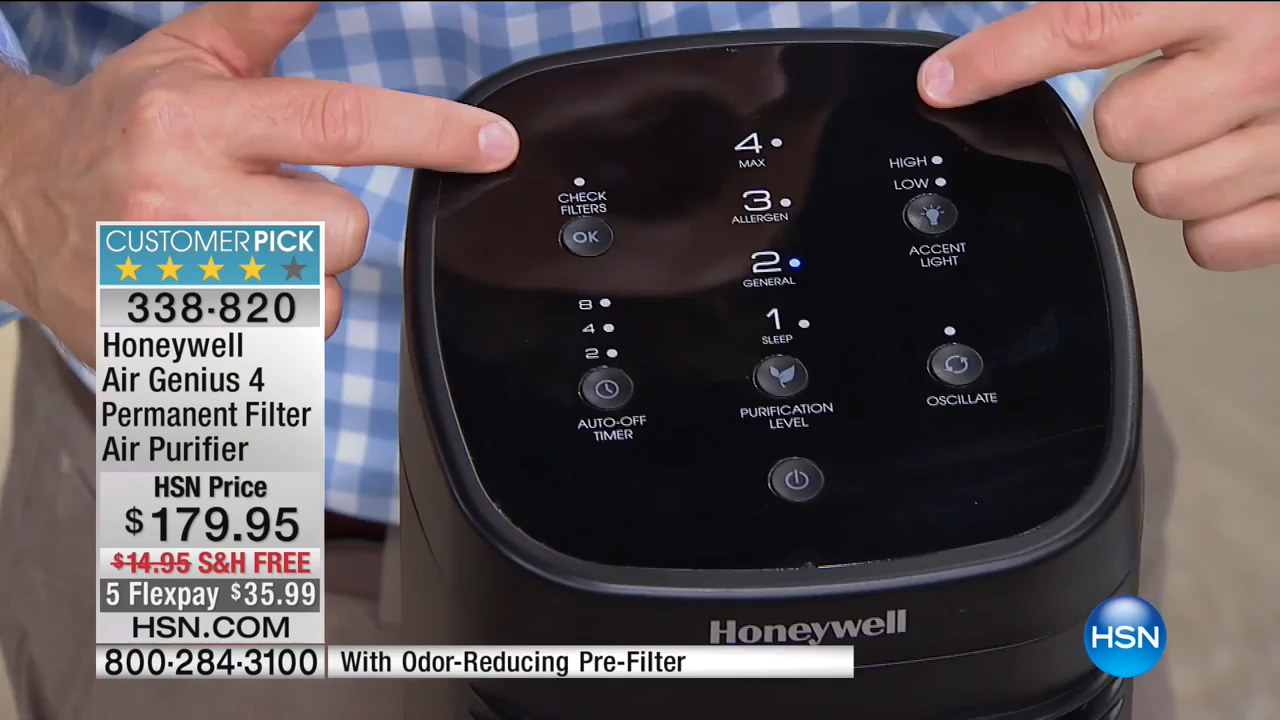 CUSTOMER PICK
338-820
Honeywell
Air Genius 4
Permanent Filter
Air Purifier
HSN Price
$179.95
$14.95 S&H FREE
5 Flexpay $35.99
HSN.COM
800·284·3100
With Odor-Reducing Pre-Filter
CHECK
FILTERS
OK
8
4
2
AUTO-OFF
TIMER
4
MAX
3
ALLERGEN
2
GENERAL
1
SLEEP
PURIFICATION
LEVEL
HIGH
LOW
ACCENT
LIGHT
OSCILLATE
Honeywell
HSN